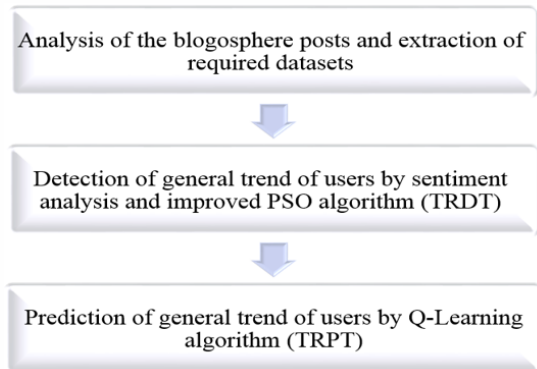 Analysis of the blogosphere posts and extraction of
required datasets
Detection of general trend of users by sentiment
analysis and improved PSO algorithm (TRDT)
Prediction of general trend of users by Q-Learning
algorithm (TRPT)